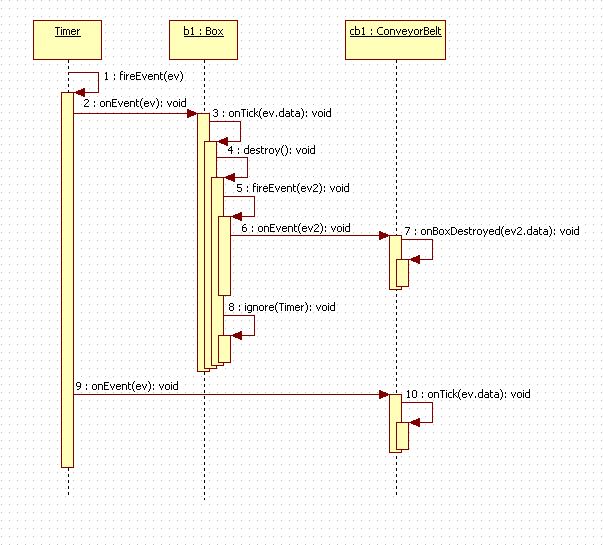 Timer
b1 : Box
cb1 : ConveyorBelt
1 : fireEvent(ev)
2 : onEvent(ev): void
3 : onTick(ev.data): void
4 : destroy(): void
5 : fireEvent(ev2): void
6 : onEvent(ev2): void
7 : onBoxDestroyed(ev2.data): void
8 : ignore(Timer): void
9 : onEvent(ev): void
10 : onTick(ev.data): void